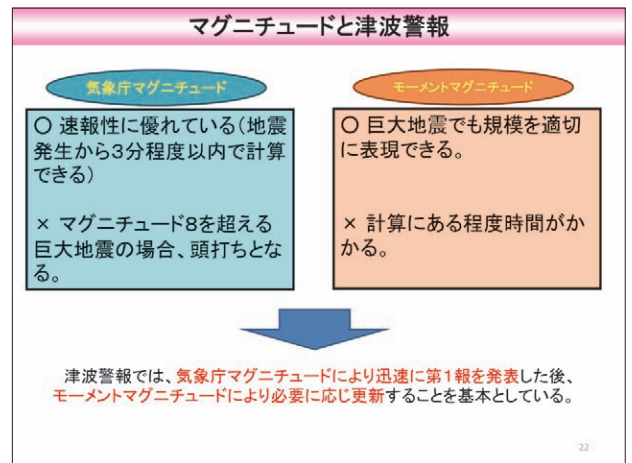 マグニチュードと津波警報
気象庁マグニチュード
〇 速報性に優れている(地震
発生から3分程度以内で計算
できる)
× マグニチュード8を超える
巨大地震の場合、頭打ちとな
る。
モーメントマグニチュード
〇 巨大地震でも規模を適切
に表現できる。
× 計算にある程度時間がか
かる。
津波警報では、気象庁マグニチュードにより迅速に第1報を発表した後、
モーメントマグニチュードにより必要に応じ更新することを基本としている。
22